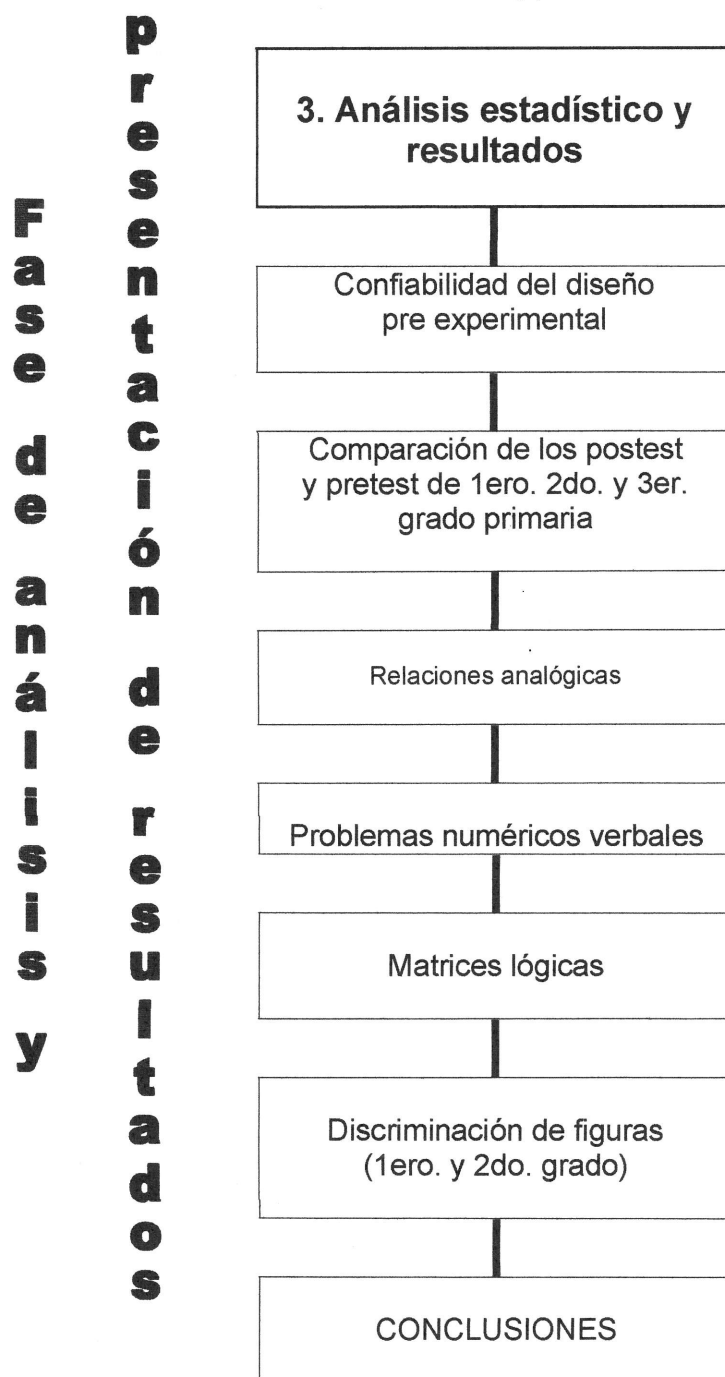 Fase de análisis y
presentación de resultados
3. Análisis estadístico y
resultados
Confiabilidad del diseño
pre experimental
Comparación de los postest
y pretest de 1ero. 2do. y 3er.
grado primaria
Relaciones analógicas
Problemas numéricos verbales
Matrices lógicas
Discriminación de figuras
(1ero. y 2do. grado)
CONCLUSIONES